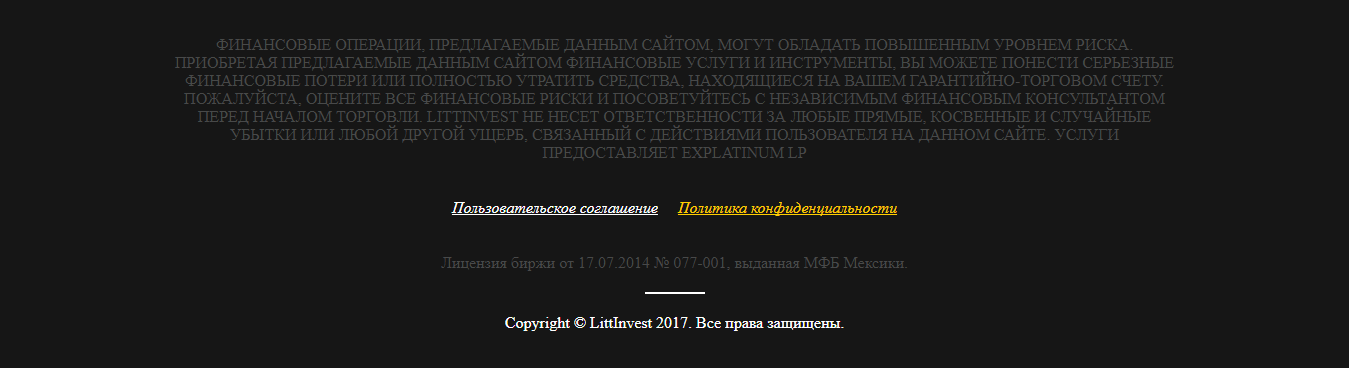 ФИНАНСОВЫЕ ОПЕРАЦИИ, ПРЕДЛАГАЕМЫЕ ДАННЫМ САЙТОМ, МОГУТ ОБЛАДАТЬ ПОВЫШЕННЫМ УРОВНЕМ РИСКА.
ПРИОБРЕТАЯ ПРЕДЛАГАЕМЫЕ ДАННЫМ САЙТОМ ФИНАНСОВЫЕ УСЛУГИ И ИНСТРУМЕНТЫ, ВЫ МОЖЕТЕ ПОНЕСТИ СЕРЬЕЗНЫЕ
ФИНАНСОВЫЕ ПОТЕРИ ИЛИ ПОЛНОСТЬЮ УТРАТИТЬ СРЕДСТВА, НАХОДЯЩИЕСЯ НА ВАШЕМ ГАРАНТИЙНО-ТОРГОВОМ СЧЕТУ.
ПОЖАЛУЙСТА, ОЦЕНИТЕ ВСЕ ФИНАНСОВЫЕ РИСКИ И ПОСОВЕТУЙТЕСЬ С НЕЗАВИСИМЫМ ФИНАНСОВЫМ КОНСУЛЬТАНТОМ
ПЕРЕД НАЧАЛОМ ТОРГОВЛИ. LITTINVEST НЕ НЕСЕТ ОТВЕТСТВЕННОСТИ ЗА ЛЮБЫЕ ПРЯМЫЕ, КОСВЕННЫЕ И СЛУЧАЙНЫЕ
УБЫТКИ ИЛИ ЛЮБОЙ ДРУГОЙ УЩЕРБ, СВЯЗАННЫЙ С ДЕЙСТВИЯМИ ПОЛЬЗОВАТЕЛЯ НА ДАННОМ САЙТЕ. УСЛУГИ
ПРЕДОСТАВЛЯЕТ EXPLATINUM LP
Пользовательское соглашение Политика конфиденциальности
Лицензия биржи от 17.07.2014 № 077-001, выданная МФБ Мексики.
Copyright © LittInvest 2017. Все права защищены.